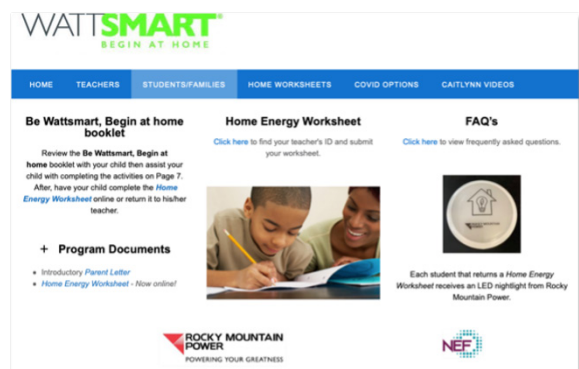 WATTSMART
BEGIN AT HOME
HOME TEACHERS STUDENTS/FAMILIES HOME WORKSHEETS COVID OPTIONS CAITLYNN VIDEOS
Be Wattsmart, Begin at home
booklet
Review the Be Wattsmart, Begin at
home booklet with your child then assist your
child with completing the activities on Page 7.
After, have your child complete the Home
Energy Worksheet online or return it to his/her
teacher.
+ Program Documents
Introductory Parent Letter
Home Energy Worksheet - Now online!
Home Energy Worksheet
Click here to find your teacher's ID and submit
your worksheet.
FAQ's
Click here to view frequently asked questions.
ROCKY MOUNTAIN
POWER
Each student that returns a Home Energy
Worksheet receives an LED nightlight from Rocky
Mountain Power.
ROCKY MOUNTAIN
POWER
POWERING YOUR GREATNESS
NEF